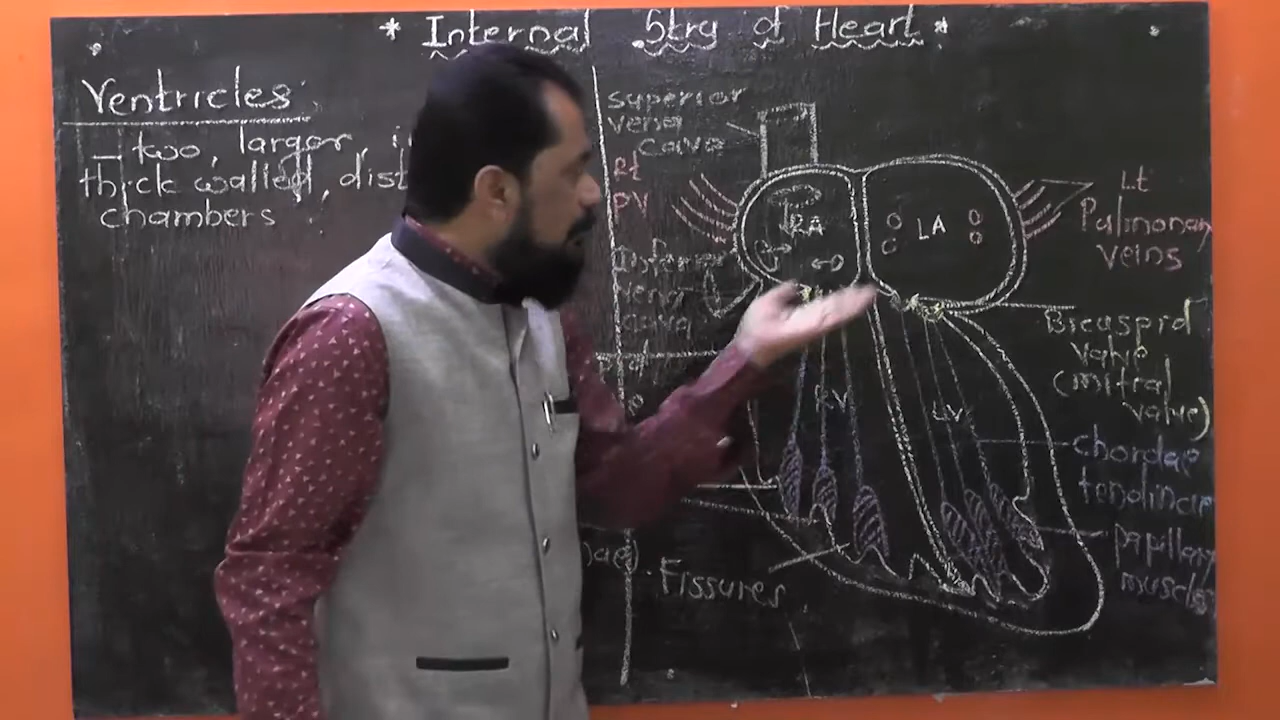 * Internal Strg of Heart *
Ventricles
— two, larger,
thick walled, dist
chambers
superior
vena
cava
Rt
PV
Inferior
vena
cava
RA
LA
RV
LV
Fissures
Lt
Pulmonary
veins
Bicuspid
valve
(mitral
valve)
chordae
tendineae
papillary
muscles